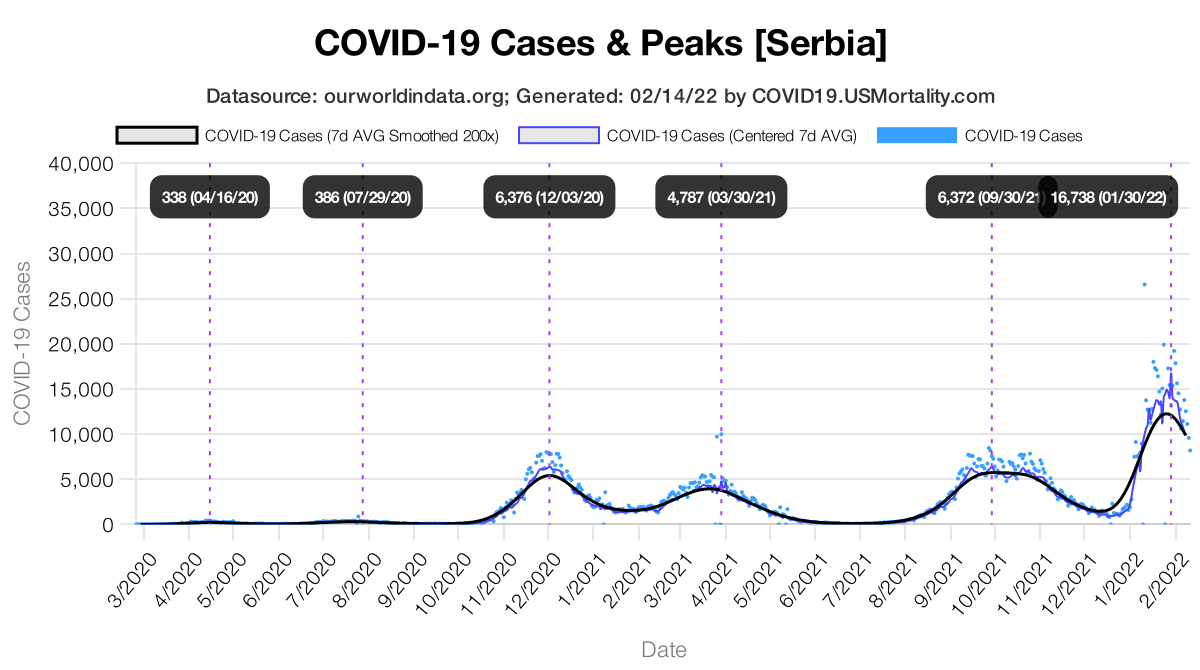 COVID-19 Cases & Peaks [Serbia]
Datasource: ourworldindata.org; Generated: 02/14/22 by COVID19.USMortality.com
COVID-19 Cases (7d AVG Smoothed 200x) COVID-19 Cases (Centered 7d AVG) COVID-19 Cases
40,000
338 (04/16/20) 386 (07/29/20) 6,376 (12/03/20) 4,787 (03/30/21) 6,372 (09/30/21) 16,738 (01/30/22)
35,000
30,000
25,000
20,000
15,000
10,000
5,000
0
COVID-19 Cases
3/2020 4/2020 5/2020 6/2020 7/2020 8/2020 9/2020 10/2020 11/2020 12/2020 1/2021 2/2021 3/2021 4/2021 5/2021 6/2021 7/2021 8/2021 9/2021 10/2021 11/2021 12/2021 1/2022 2/2022
Date